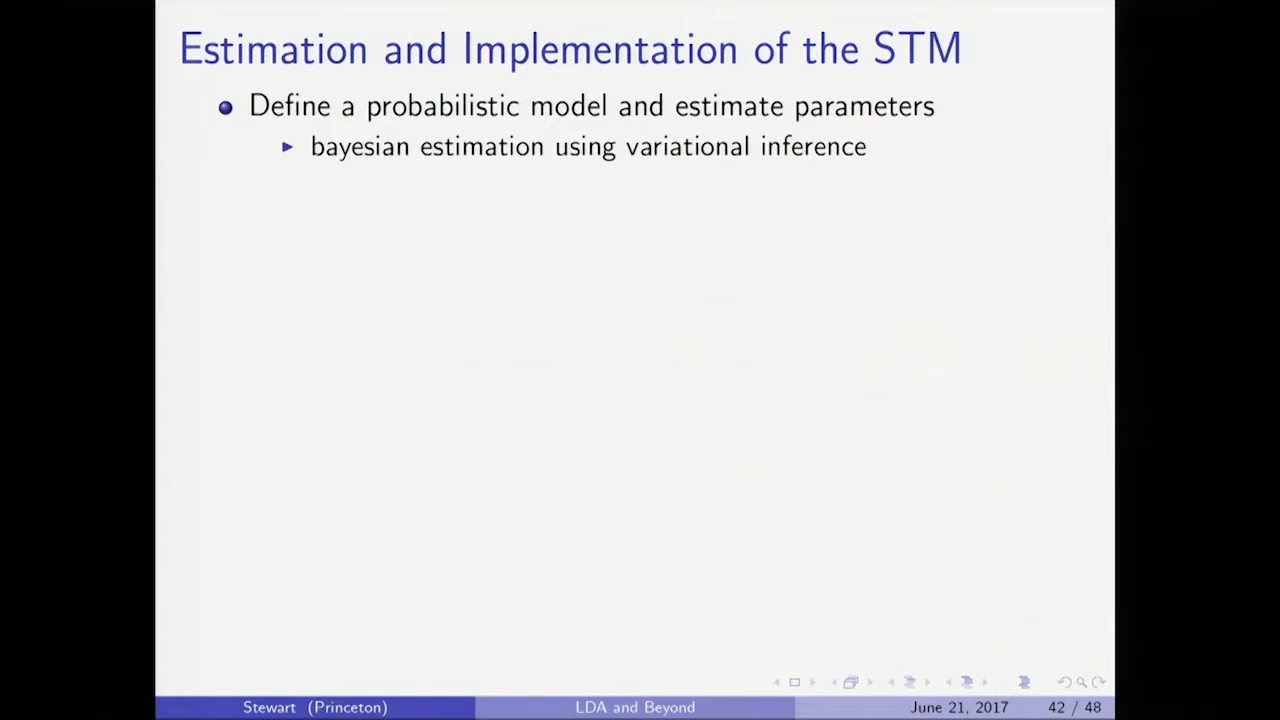 Estimation and Implementation of the STM
Define a probabilistic model and estimate parameters
bayesian estimation using variational inference
Stewart (Princeton)
LDA and Beyond
June 21, 2017
42 / 48